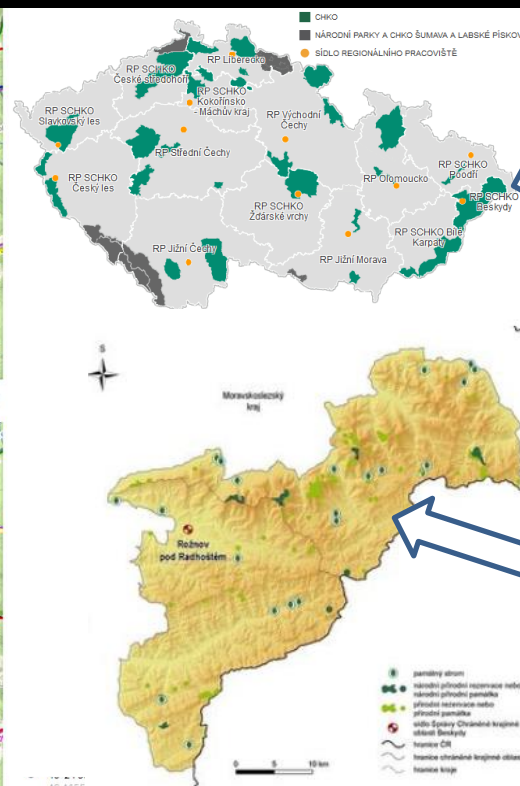 CHKO
NÁRODNÍ PARKY A CHKO ŠUMAVA A LABSKÉ PÍSKOV
SÍDLO REGIONÁLNÍHO PRACOVIŠTĚ
RP SCHKO
České středohoří
RP Liberecko
RP SCHKO
Kokořínsko
- Máchův kraj
RP SCHKO
Slavkovský les
RP Východní
Čechy
RP Střední Čechy
RP SCHKO
Český les
RP Olomoucko
RP SCHKO
Poodří
RP SCHKO
Beskydy
RP SCHKO
Žďárské vrchy
RP SCHKO Bílé
Karpaty
RP Jižní Čechy
RP Jižní Morava
S
Moravskoslezský
kraj
Rožnov
pod Radhoštěm
památný strom
národní přírodní rezervace nebo
národní přírodní památka
přírodní rezervace nebo
přírodní památka
sídlo Správy Chráněné krajinné
oblasti Beskydy
hranice ČR
hranice chráněné krajinné oblasti
hranice kraje
0 5 10 km